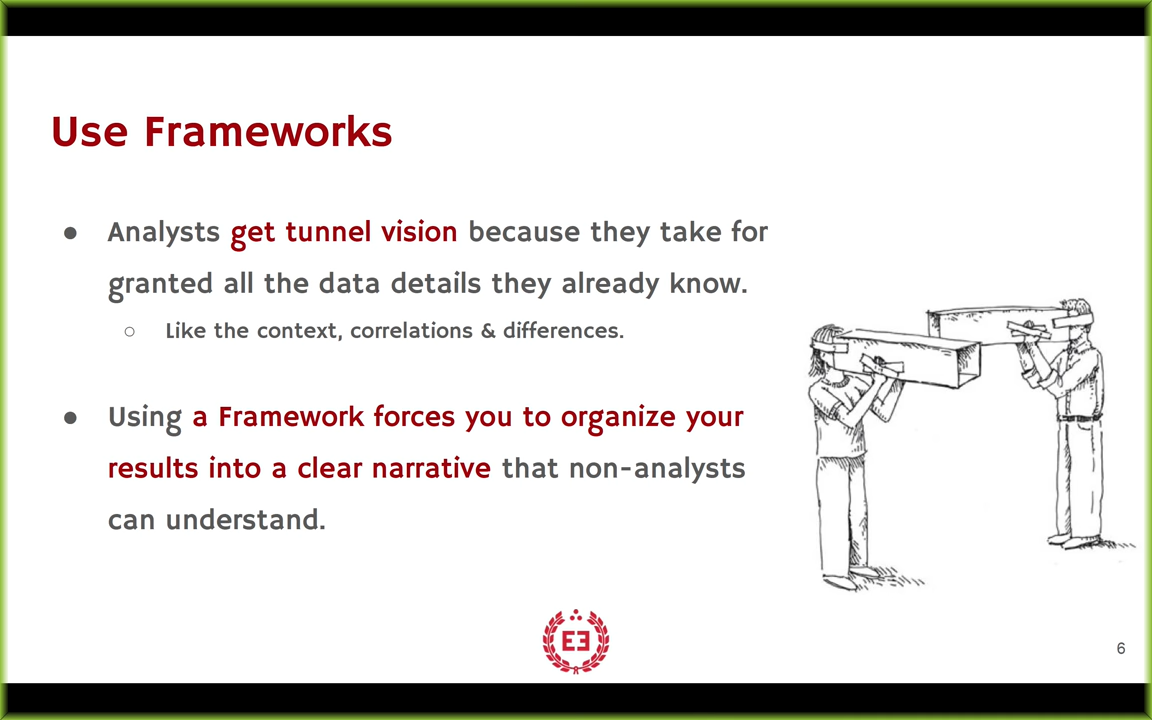 Use Frameworks
● Analysts get tunnel vision because they take for
granted all the data details they already know.
○ Like the context, correlations & differences.
● Using a Framework forces you to organize your
results into a clear narrative that non-analysts
can understand.
EƎ
6